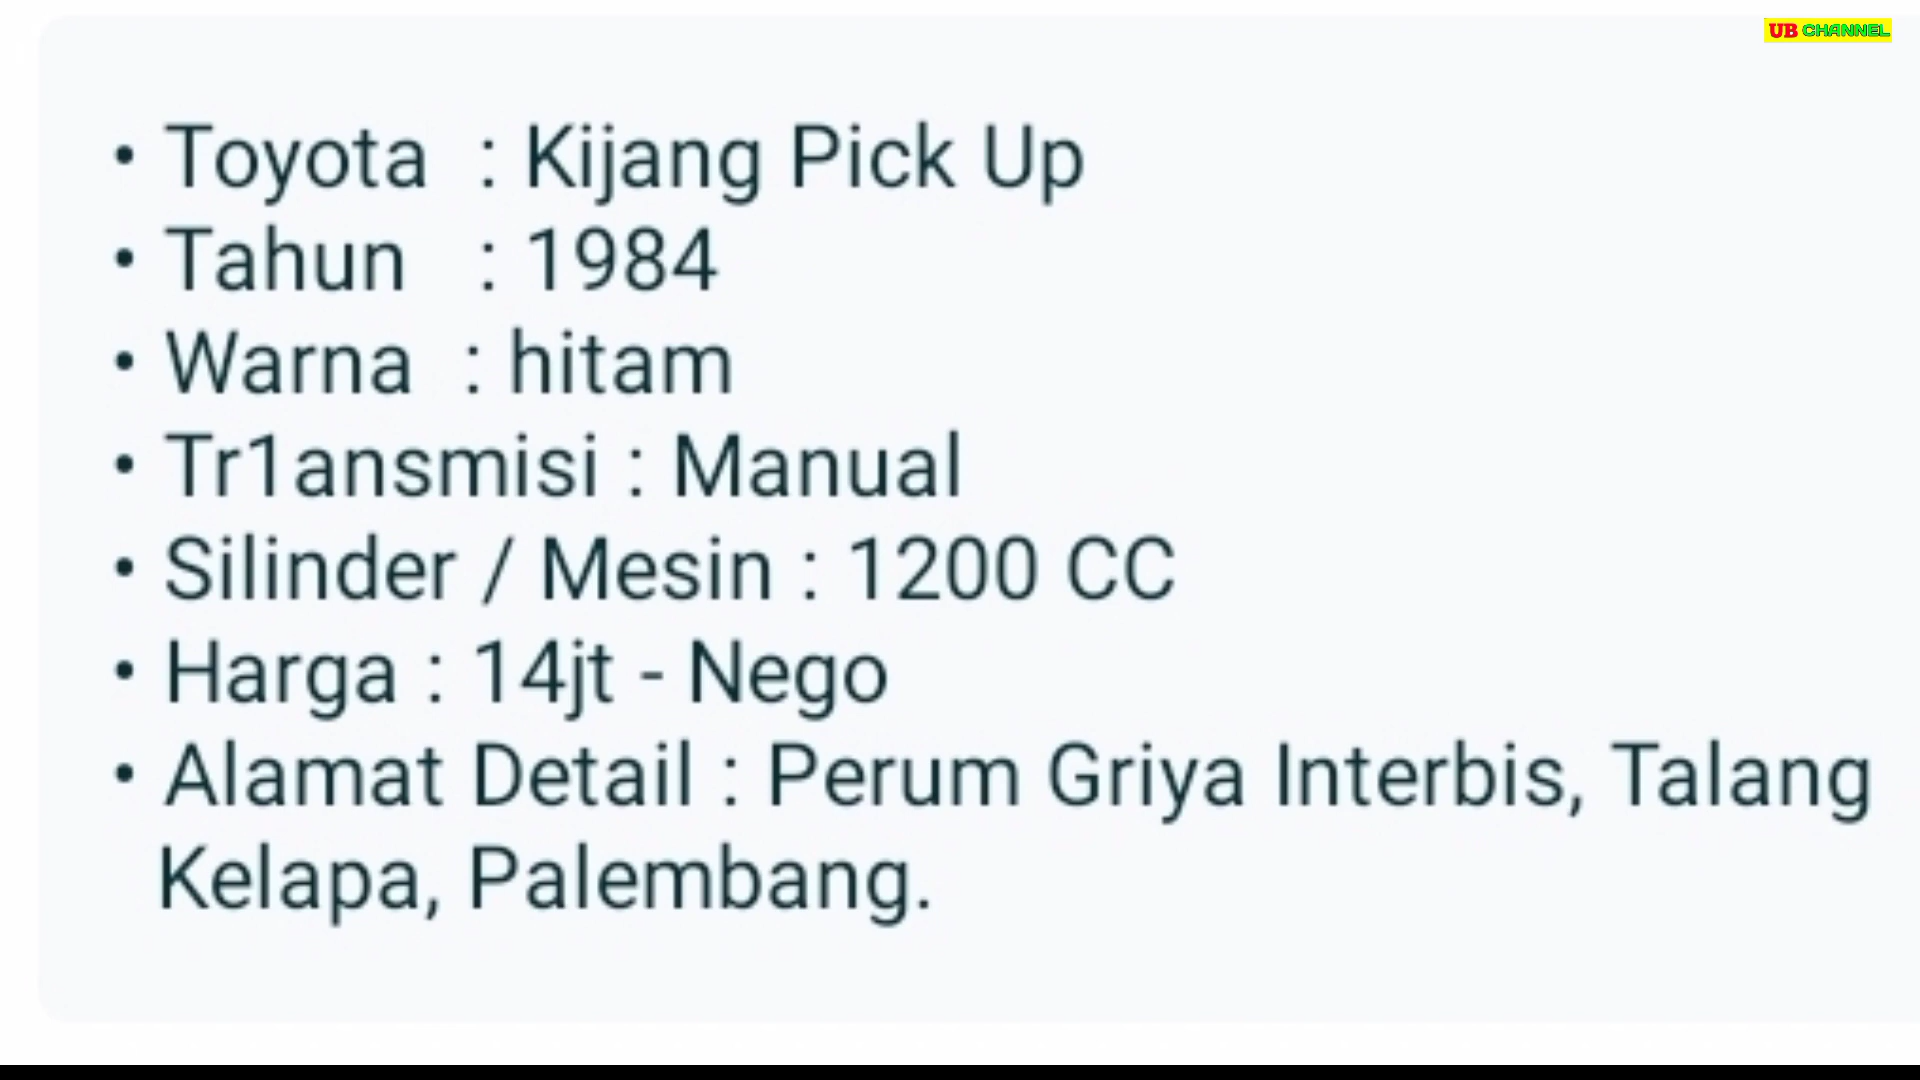 UB CHANNEL
• Toyota : Kijang Pick Up
• Tahun : 1984
• Warna : hitam
• Tr1ansmisi : Manual
• Silinder / Mesin : 1200 CC
• Harga : 14jt - Nego
• Alamat Detail : Perum Griya Interbis, Talang
Kelapa, Palembang.